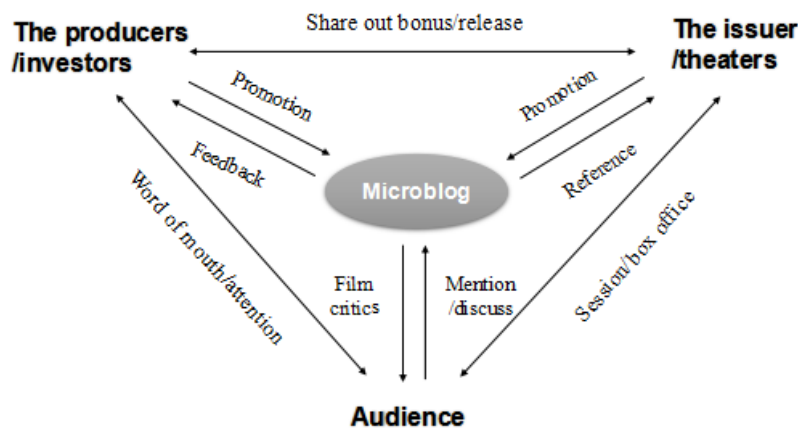 Share out bonus/release
The producers
/investors
The issuer
/theaters
Promotion
Promotion
Feedback
Reference
Microblog
Word of mouth/attention
Session/box office
Film
critics
Mention
/discuss
Audience